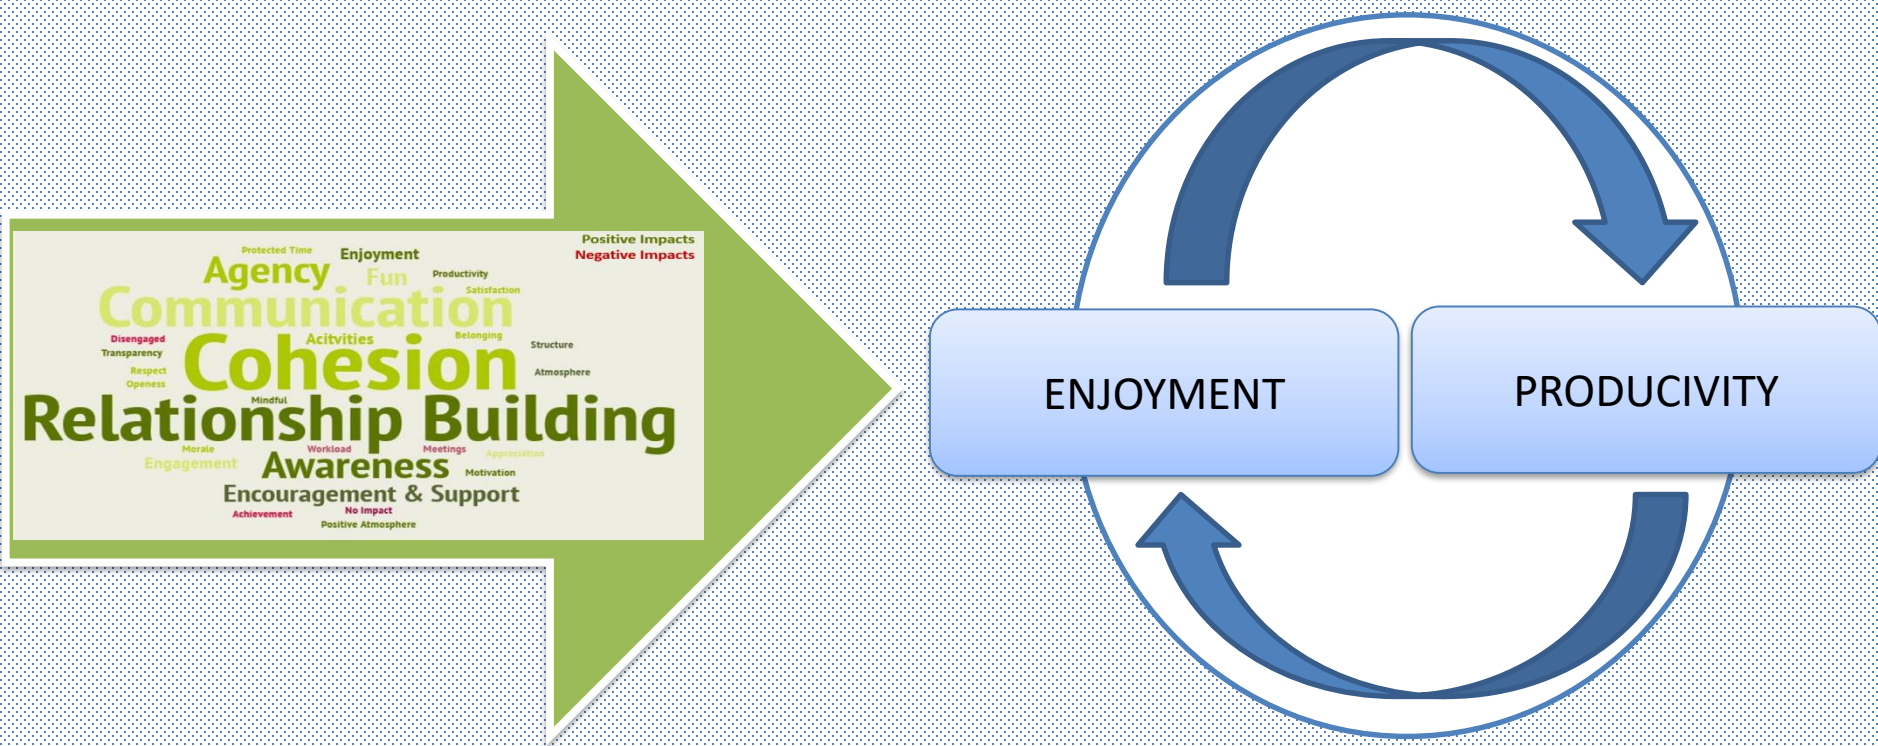 Positive Impacts
Negative Impacts
Protected Time
Enjoyment
Agency
Fun
Productivity
Satisfaction
Communication
Disengaged
Acitvities
Belonging
Transparency
Cohesion
Structure
Respect
Openess
Atmosphere
Mindful
Relationship Building
Morale
Workload
Meetings
Appreciation
Engagement
Awareness
Motivation
Encouragement & Support
Achievement
No Impact
Positive Atmosphere
ENJOYMENT
PRODUCIVITY